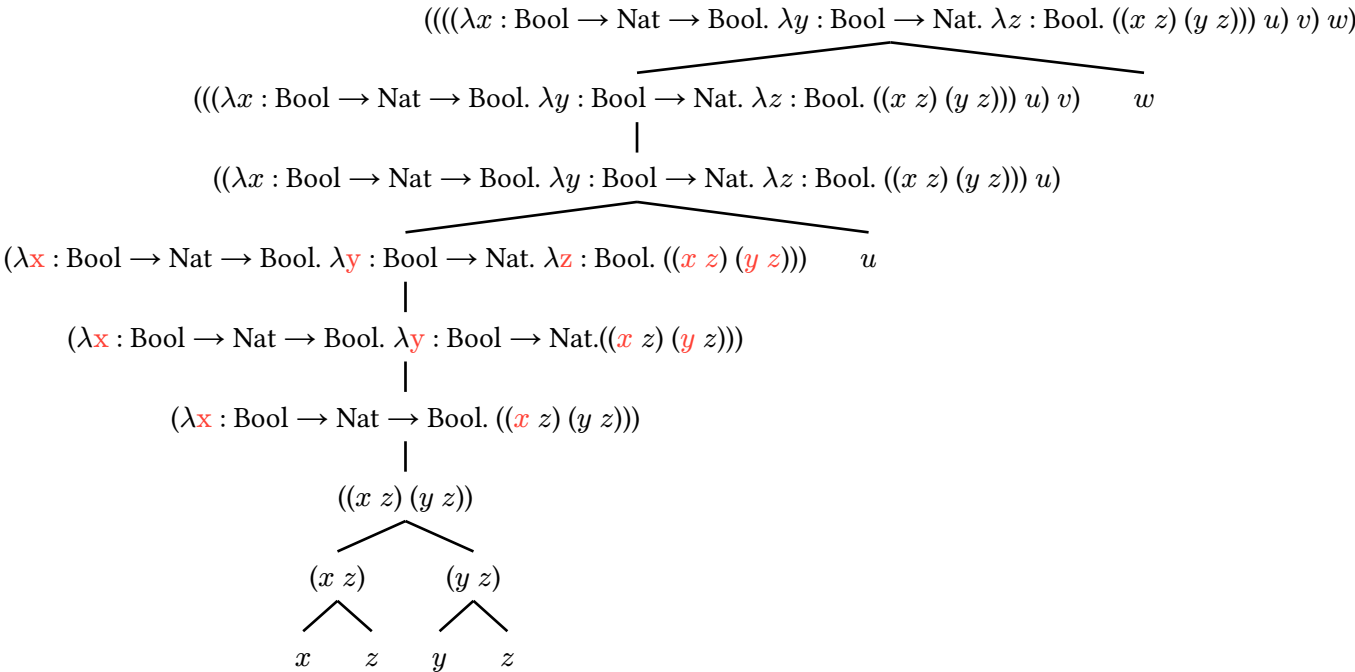 ((((λx : Bool → Nat → Bool. λy : Bool → Nat. λz : Bool. ((x z) (y z))) u) v) w)
(((λx : Bool → Nat → Bool. λy : Bool → Nat. λz : Bool. ((x z) (y z))) u) v) w
((λx : Bool → Nat → Bool. λy : Bool → Nat. λz : Bool. ((x z) (y z))) u)
(λx : Bool → Nat → Bool. λy : Bool → Nat. λz : Bool. ((x z) (y z))) u
(λx : Bool → Nat → Bool. λy : Bool → Nat.((x z) (y z)))
(λx : Bool → Nat → Bool. ((x z) (y z)))
((x z) (y z))
(x z) (y z)
x z y z